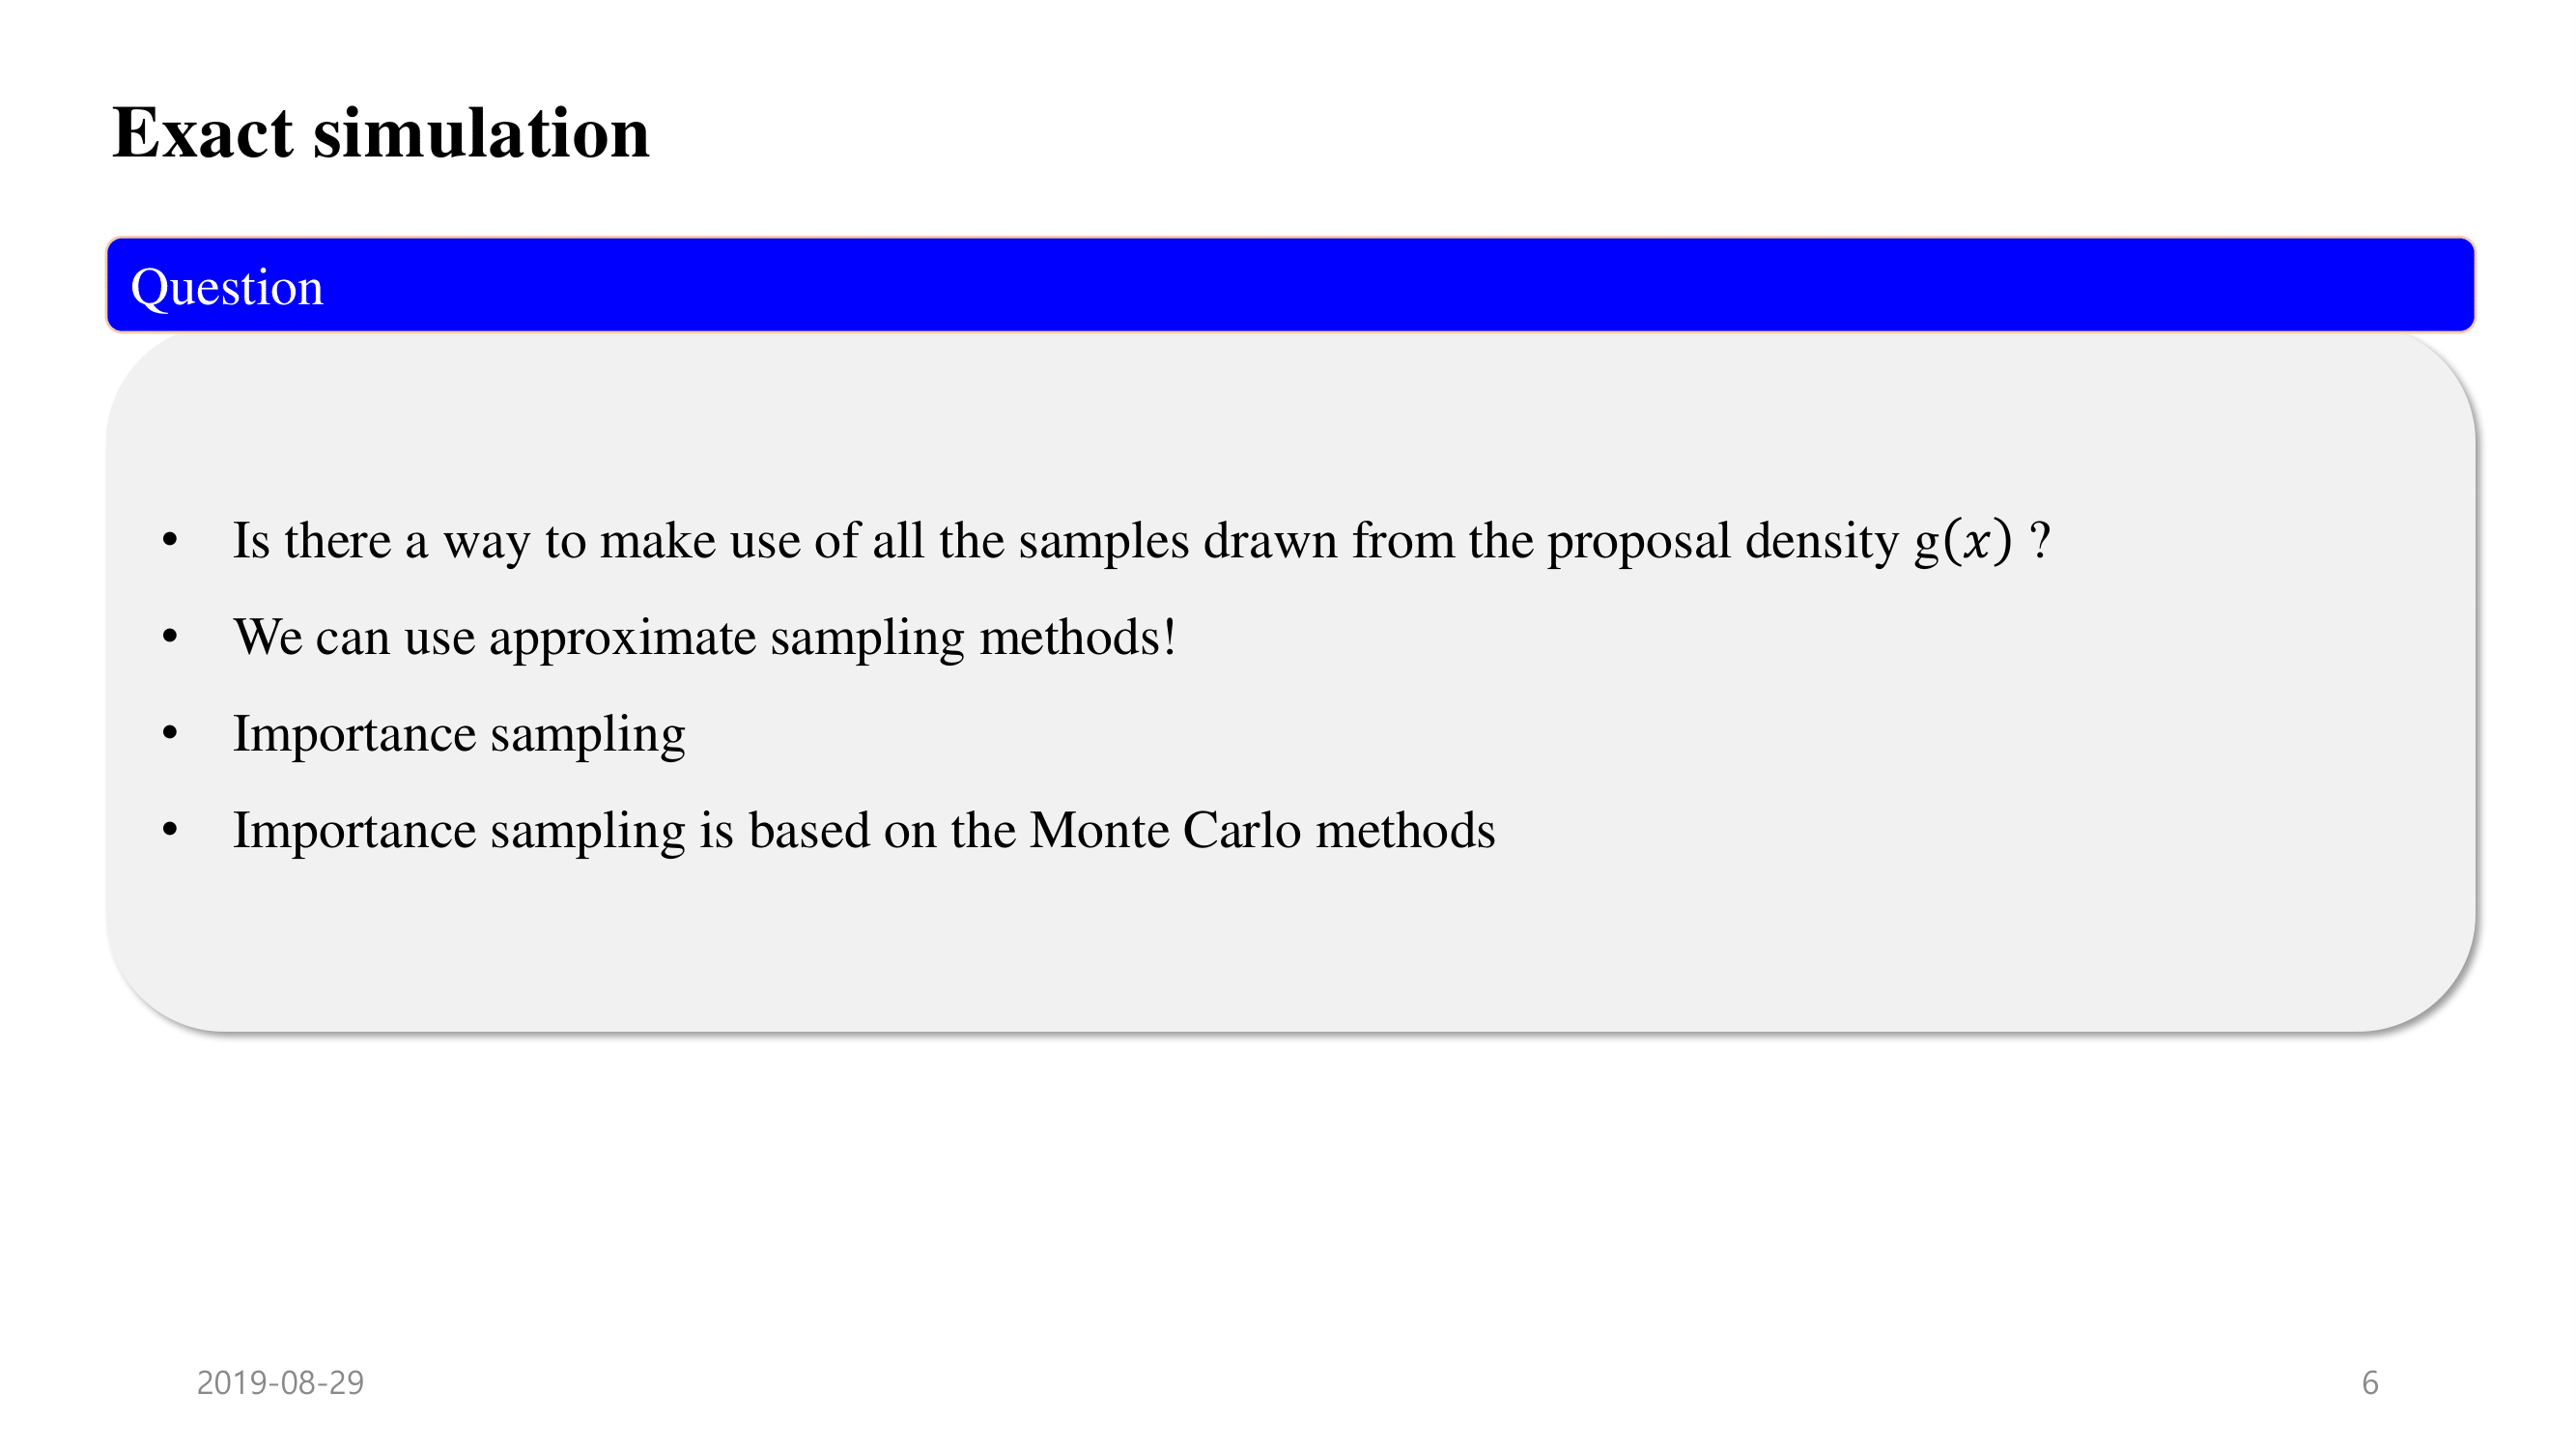 Exact simulation
Question
• Is there a way to make use of all the samples drawn from the proposal density g(𝑥) ?
• We can use approximate sampling methods!
• Importance sampling
• Importance sampling is based on the Monte Carlo methods
2019-08-29
6